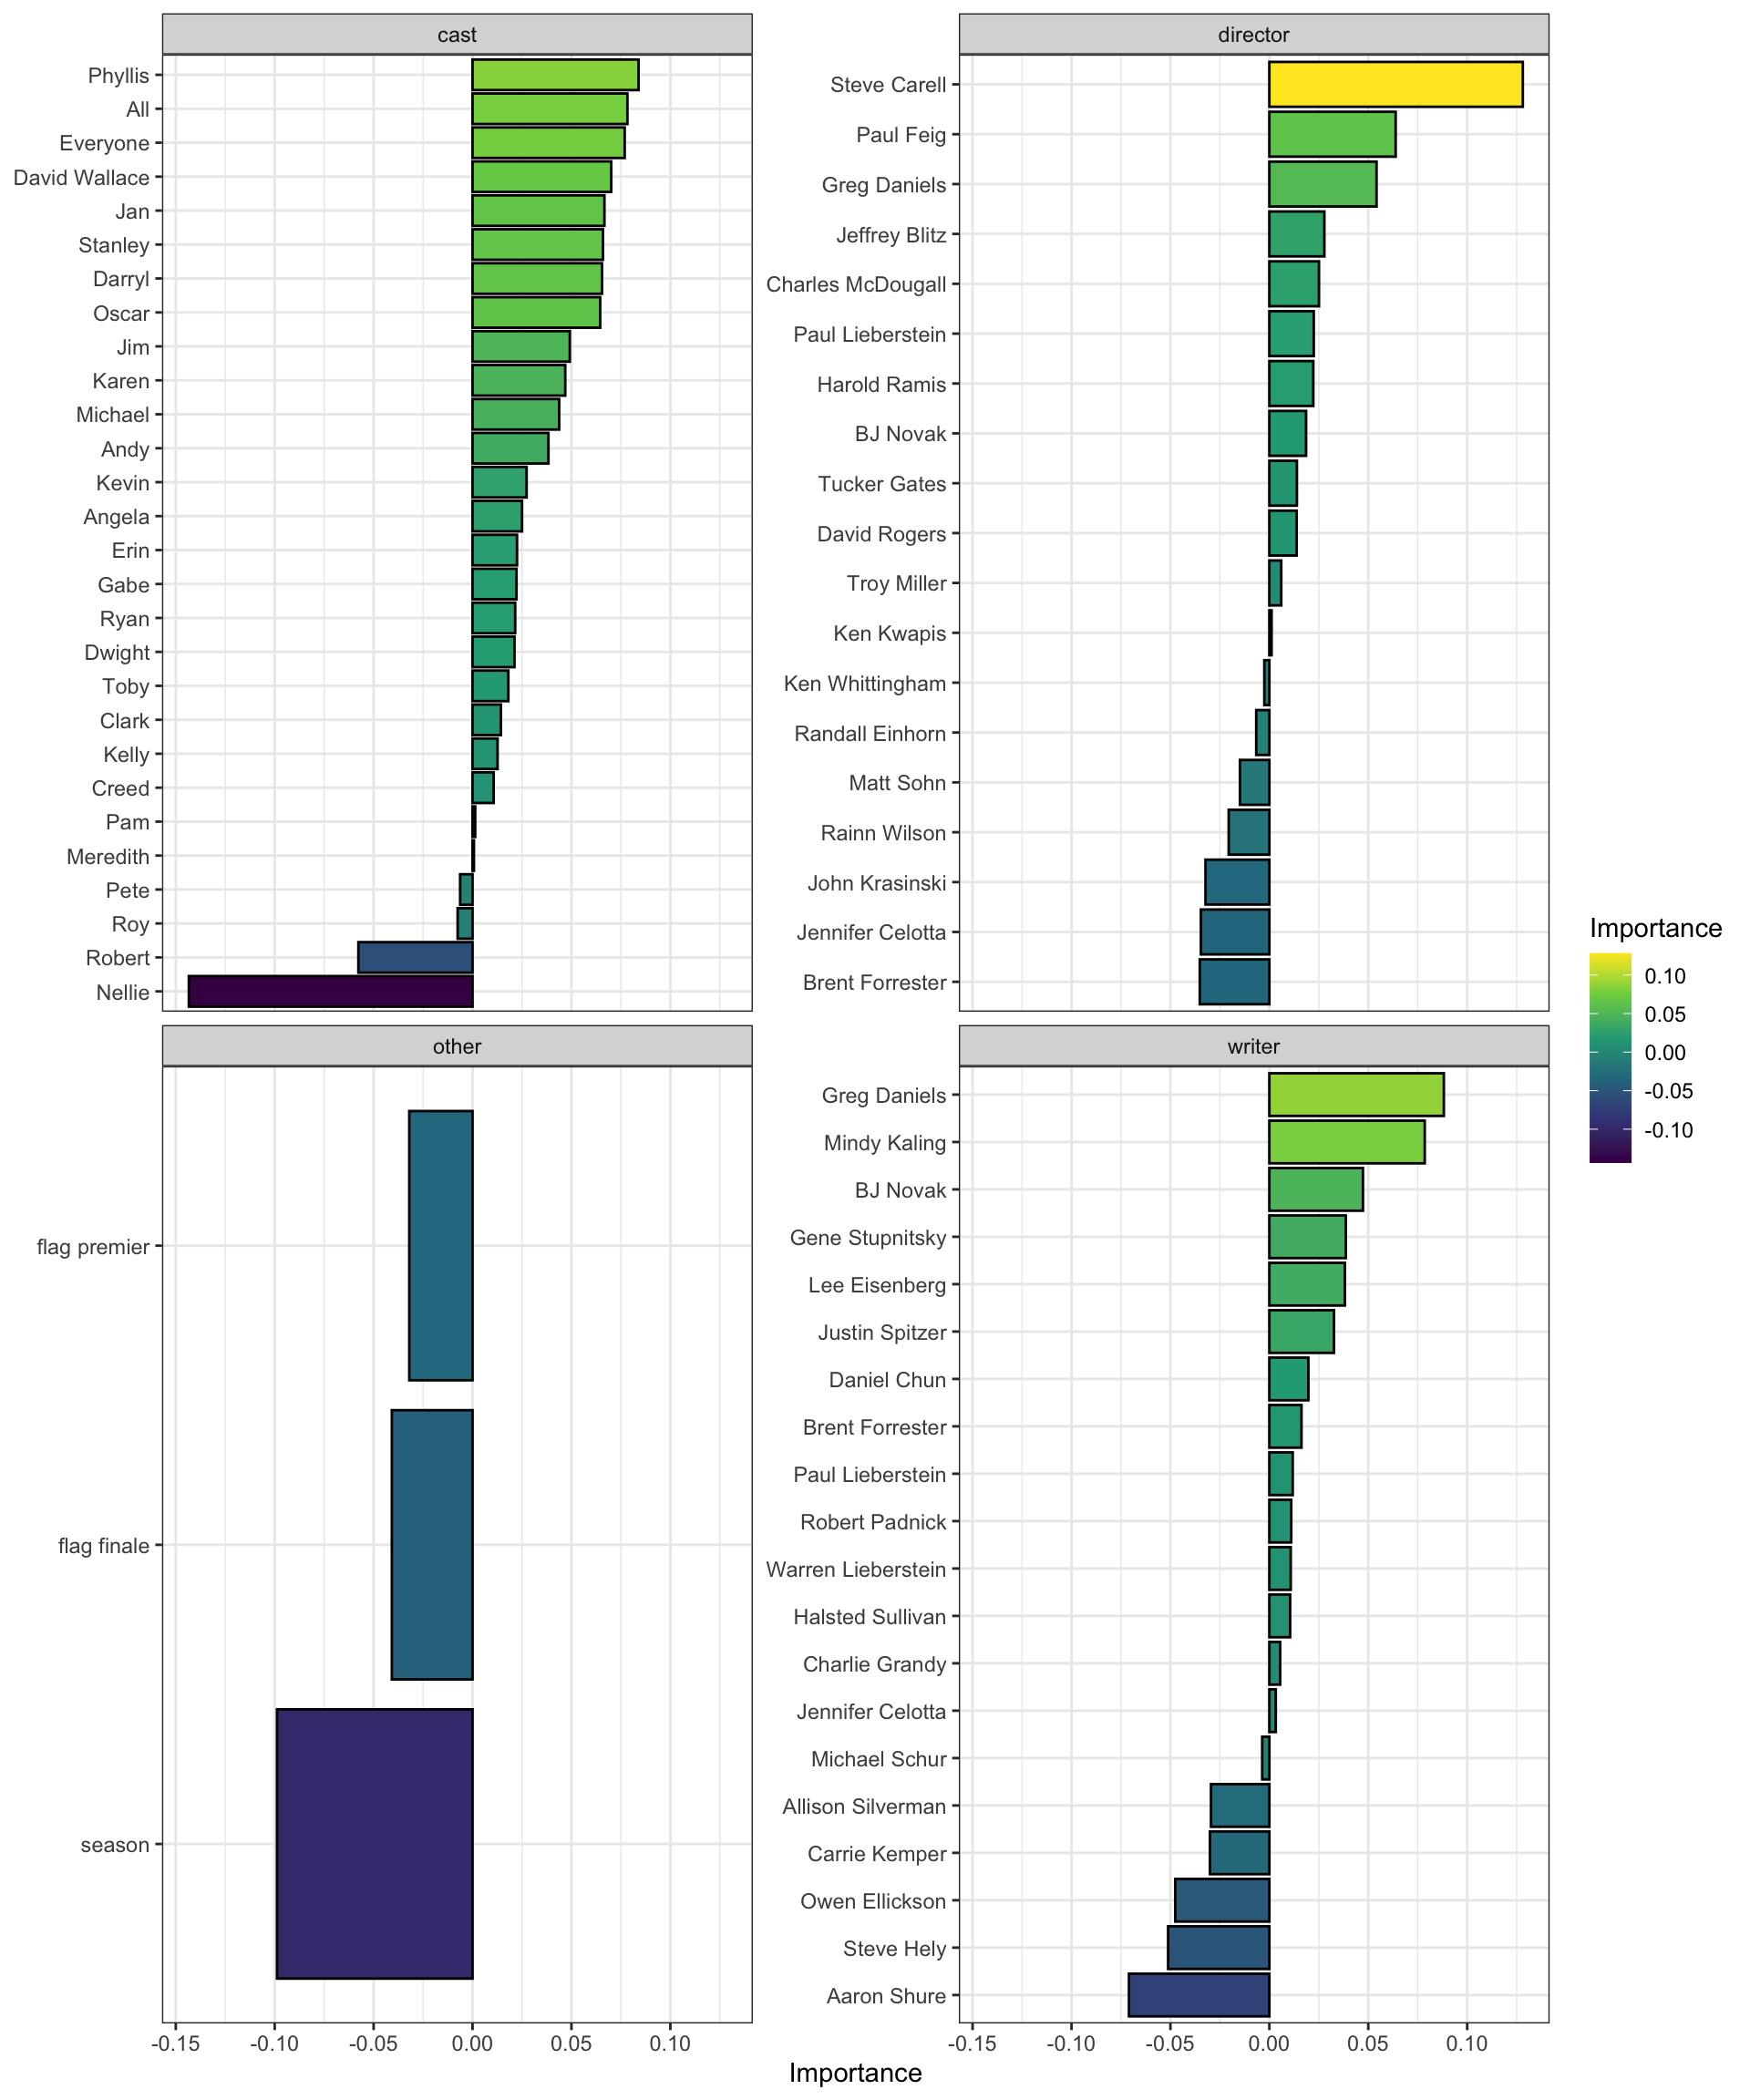 cast
Phyllis
All
Everyone
David Wallace
Jan
Stanley
Darryl
Oscar
Jim
Karen
Michael
Andy
Kevin
Angela
Erin
Gabe
Ryan
Dwight
Toby
Clark
Kelly
Creed
Pam
Meredith
Pete
Roy
Robert
Nellie
director
Steve Carell
Paul Feig
Greg Daniels
Jeffrey Blitz
Charles McDougall
Paul Lieberstein
Harold Ramis
BJ Novak
Tucker Gates
David Rogers
Troy Miller
Ken Kwapis
Ken Whittingham
Randall Einhorn
Matt Sohn
Rainn Wilson
John Krasinski
Jennifer Celotta
Brent Forrester
other
flag premier
flag finale
season
-0.15 -0.10 -0.05 0.00 0.05 0.10
writer
Greg Daniels
Mindy Kaling
BJ Novak
Gene Stupnitsky
Lee Eisenberg
Justin Spitzer
Daniel Chun
Brent Forrester
Paul Lieberstein
Robert Padnick
Warren Lieberstein
Halsted Sullivan
Charlie Grandy
Jennifer Celotta
Michael Schur
Allison Silverman
Carrie Kemper
Owen Ellickson
Steve Hely
Aaron Shure
-0.15 -0.10 -0.05 0.00 0.05 0.10
Importance
Importance
0.10
0.05
0.00
-0.05
-0.10